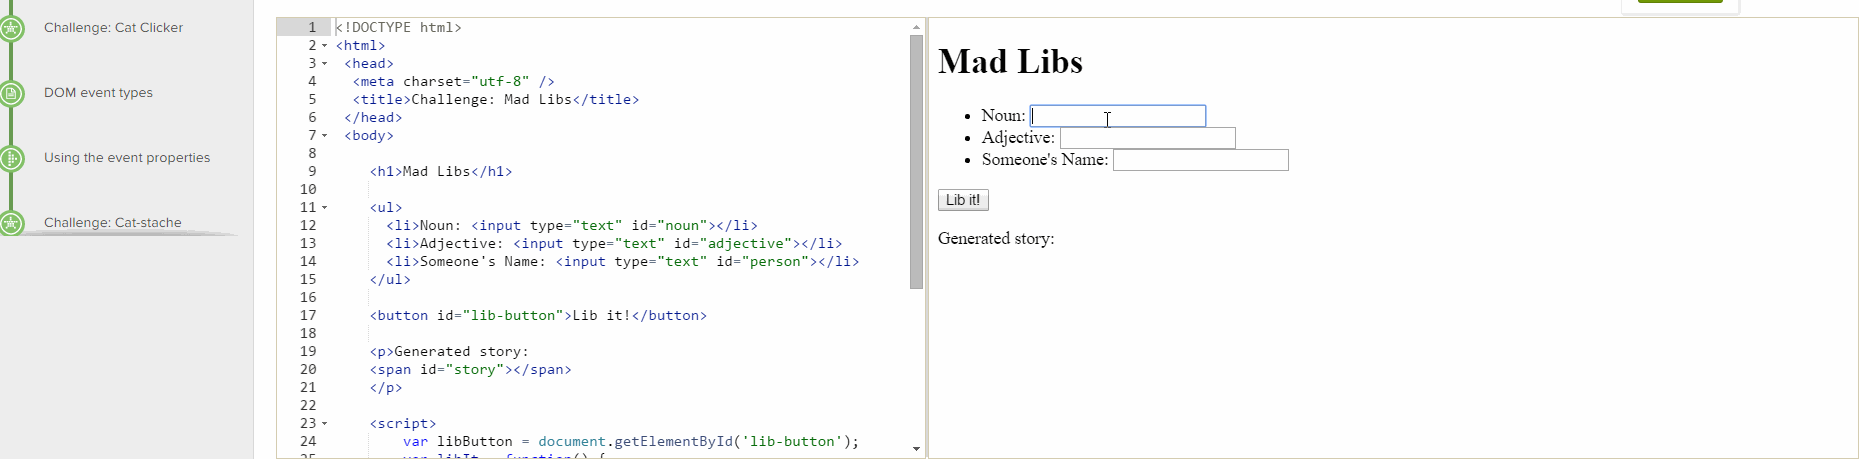 Challenge: Cat Clicker
DOM event types
Using the event properties
Challenge: Cat-stache
1 <!DOCTYPE html>
2 <html>
3 <head>
4 <meta charset="utf-8" />
5 <title>Challenge: Mad Libs</title>
6 </head>
7 <body>
8
9 <h1>Mad Libs</h1>
10
11 <ul>
12 <li>Noun: <input type="text" id="noun"></li>
13 <li>Adjective: <input type="text" id="adjective"></li>
14 <li>Someone's Name: <input type="text" id="person"></li>
15 </ul>
16
17 <button id="lib-button">Lib it!</button>
18
19 <p>Generated story:
20 <span id="story"></span>
21 </p>
22
23 <script>
24 var libButton = document.getElementById('lib-button');
25 var libIt = function() {
Mad Libs
Noun:
Adjective:
Someone's Name:
Lib it!
Generated story: